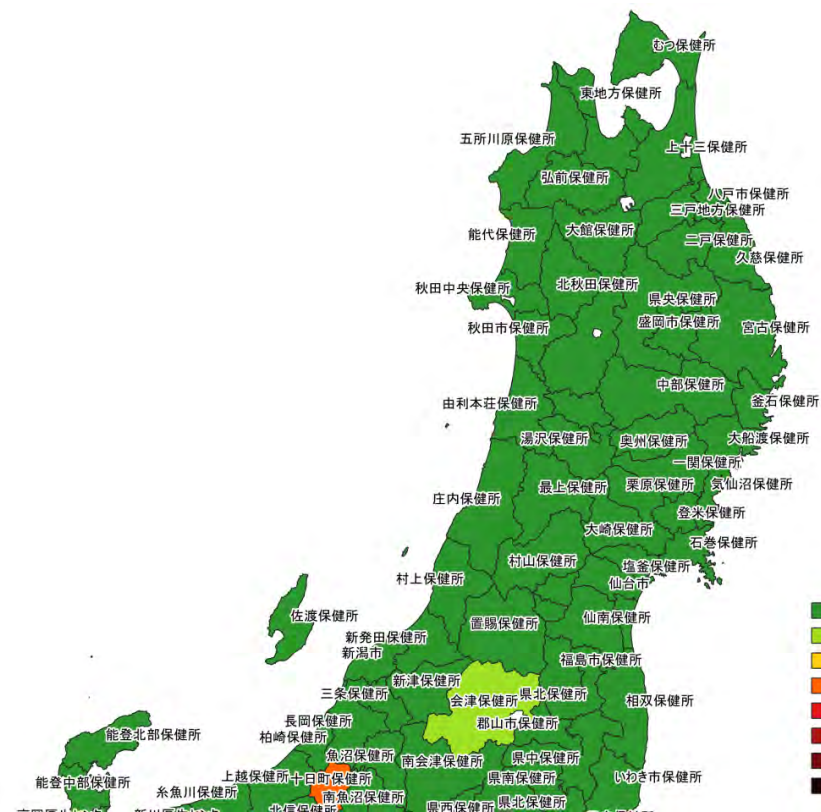 むつ保健所
東地方保健所
五所川原保健所
上十三保健所
弘前保健所
八戸市保健所
三戸地方保健所
能代保健所
大館保健所
二戸保健所
久慈保健所
秋田中央保健所
北秋田保健所
県央保健所
秋田市保健所
盛岡市保健所
宮古保健所
中部保健所
由利本荘保健所
釜石保健所
湯沢保健所
奥州保健所
大船渡保健所
一関保健所
庄内保健所
最上保健所
栗原保健所
気仙沼保健所
登米保健所
大崎保健所
石巻保健所
村山保健所
塩釜保健所
村上保健所
仙台市
佐渡保健所
置賜保健所
仙南保健所
新発田保健所
新潟市
福島市保健所
新津保健所
三条保健所
会津保健所
県北保健所
相双保健所
長岡保健所
郡山市保健所
能登北部保健所
柏崎保健所
魚沼保健所
南会津保健所
県中保健所
能登中部保健所
上越保健所
十日町保健所
県南保健所
いわき市保健所
糸魚川保健所
南魚沼保健所
北信保健所
県西保健所
県北保健所